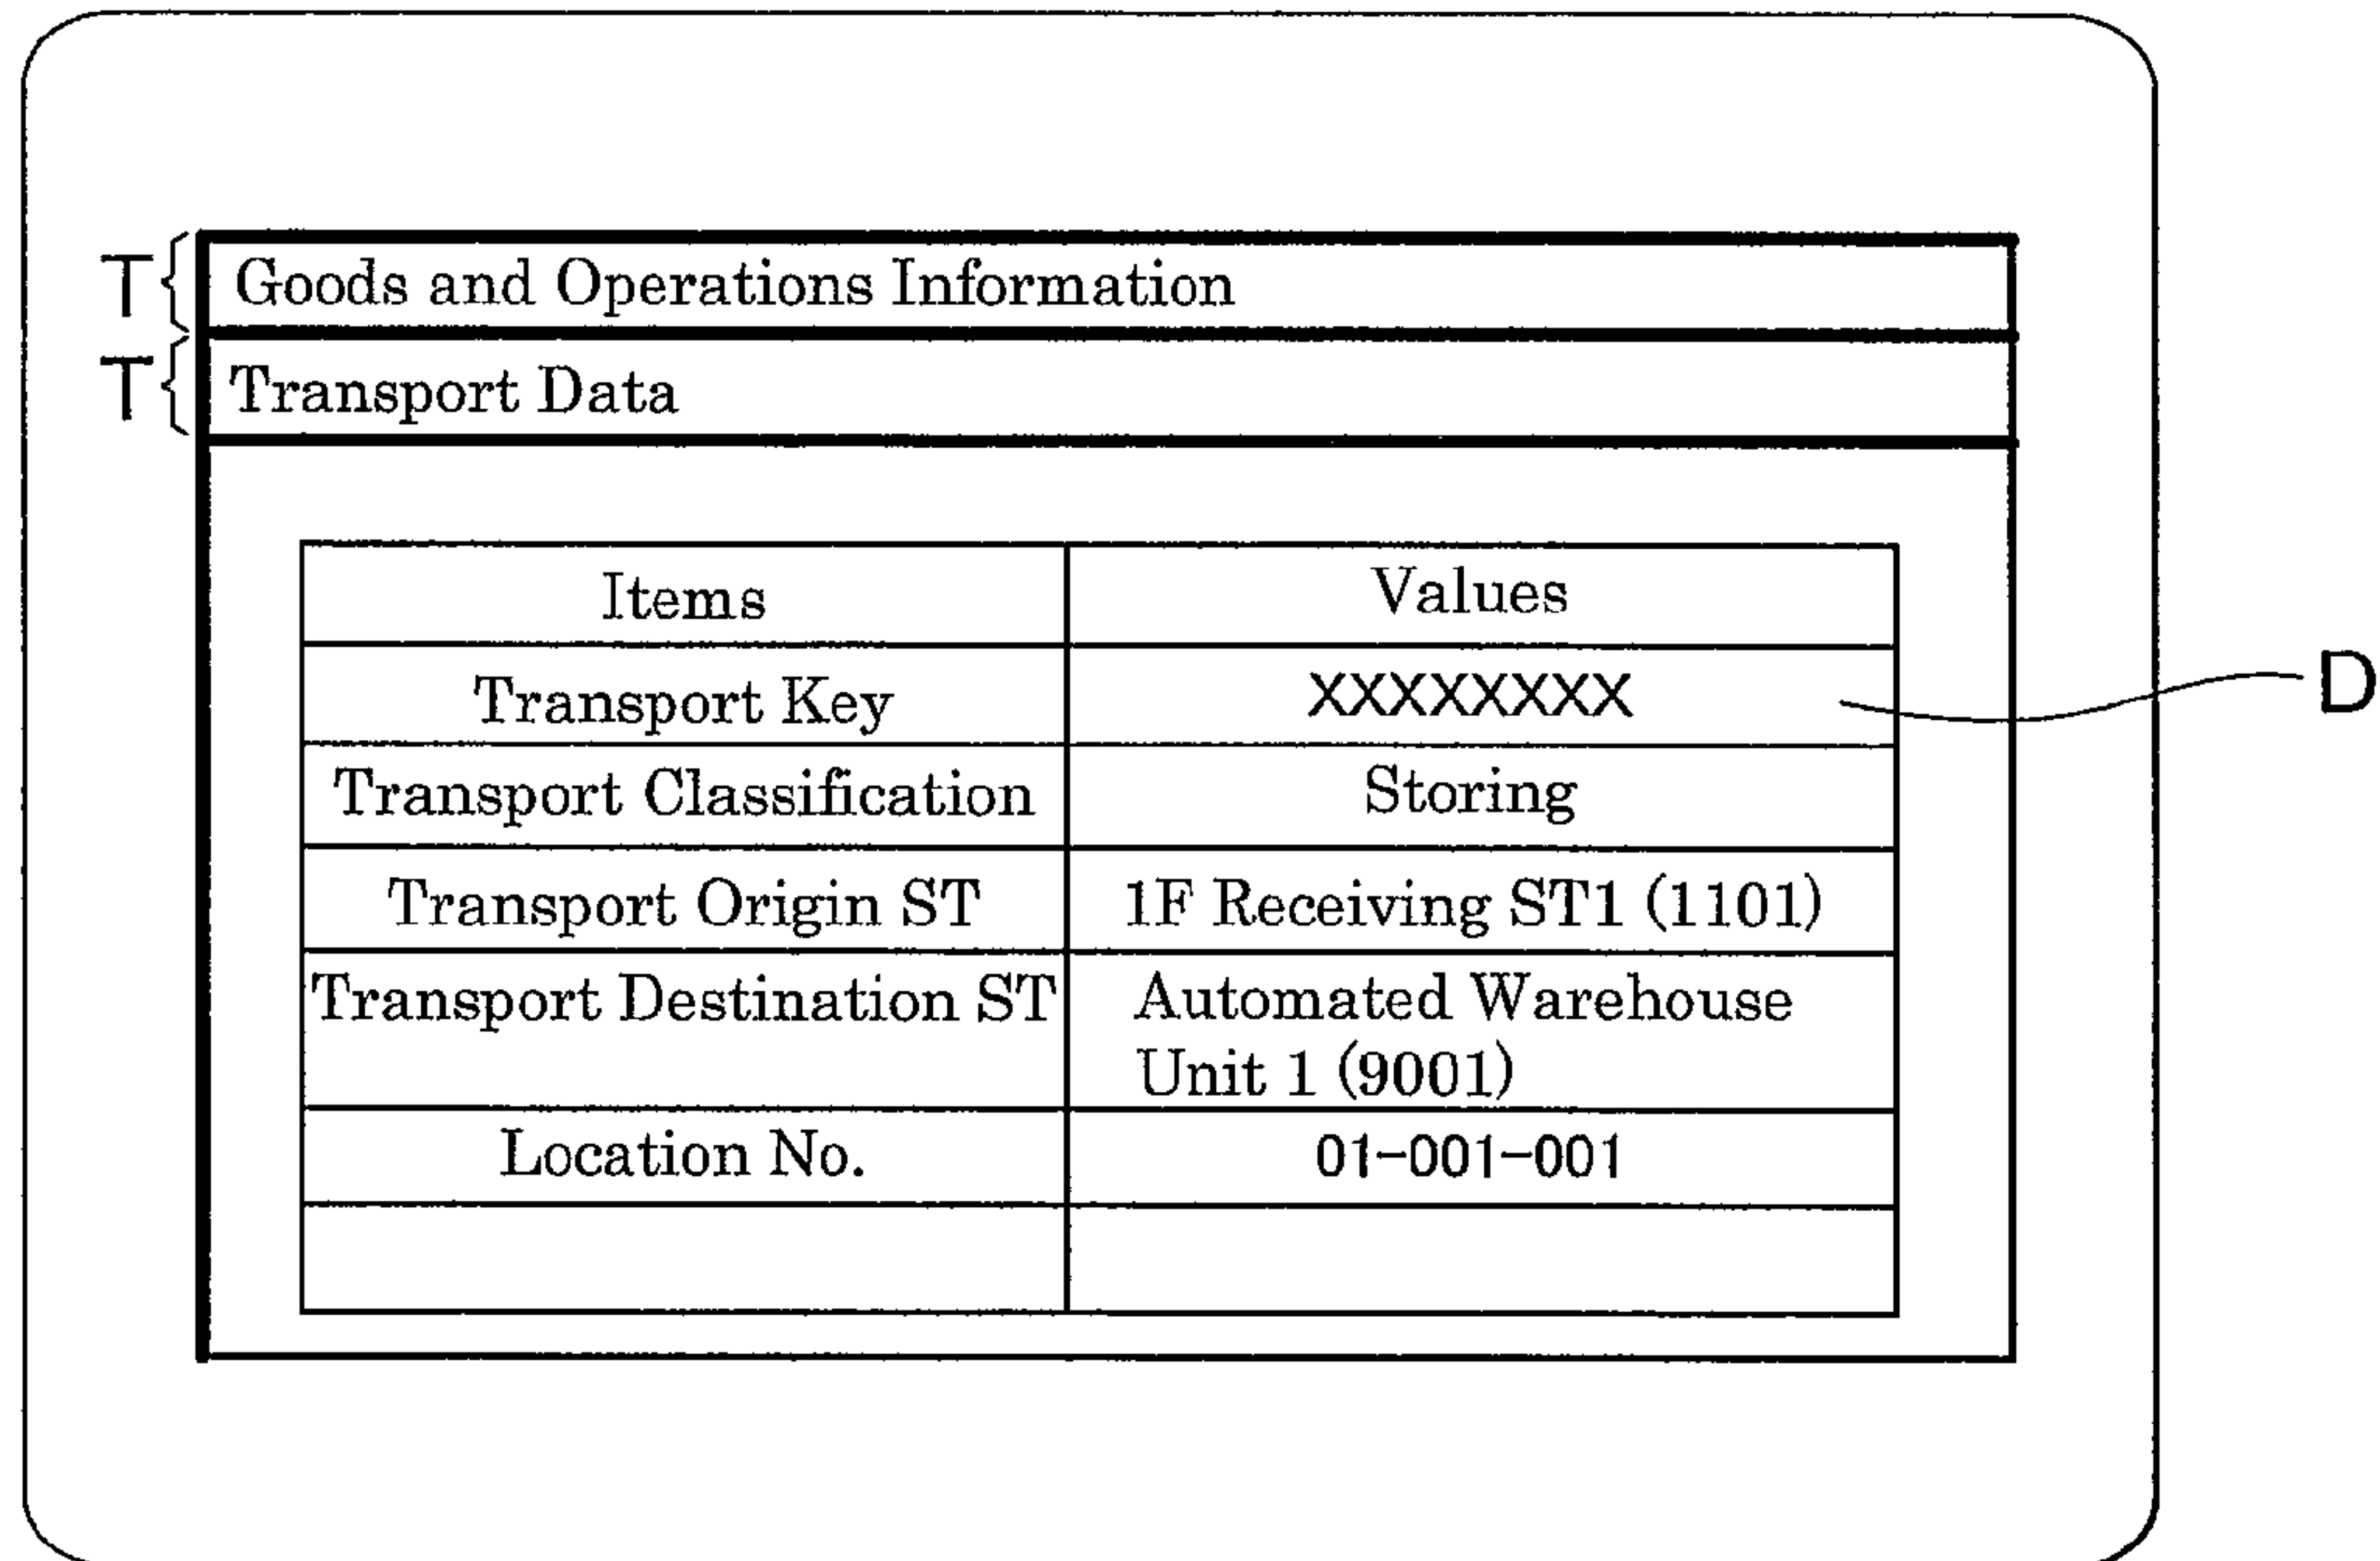 T Goods and Operations Information
T Transport Data
Items Values
Transport Key XXXXXXXX
D
Transport Classification Storing
Transport Origin ST 1F Receiving ST1 (1101)
Transport Destination ST Automated Warehouse
Unit 1 (9001)
Location No. 01-001-001